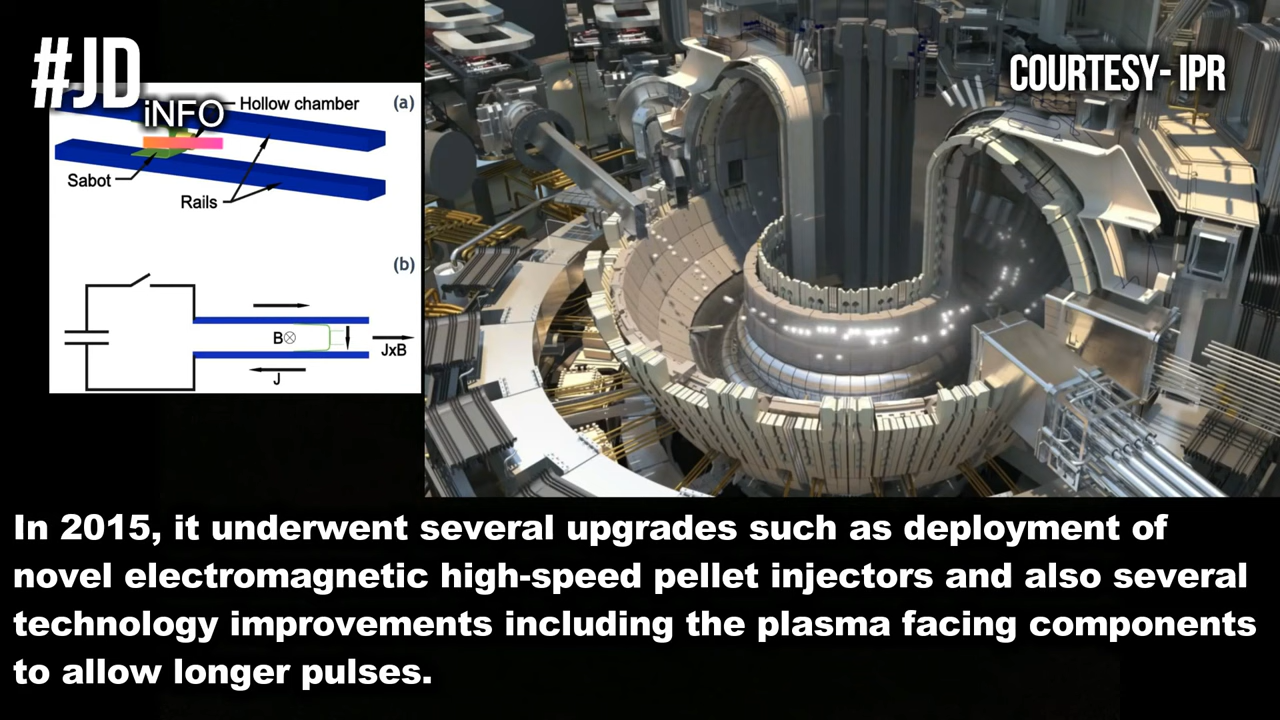 #JD
iNFO
COURTESY- IPR
Hollow chamber
(a)
Sabot
Rails
(b)
B
JxB
J
In 2015, it underwent several upgrades such as deployment of
novel electromagnetic high-speed pellet injectors and also several
technology improvements including the plasma facing components
to allow longer pulses.